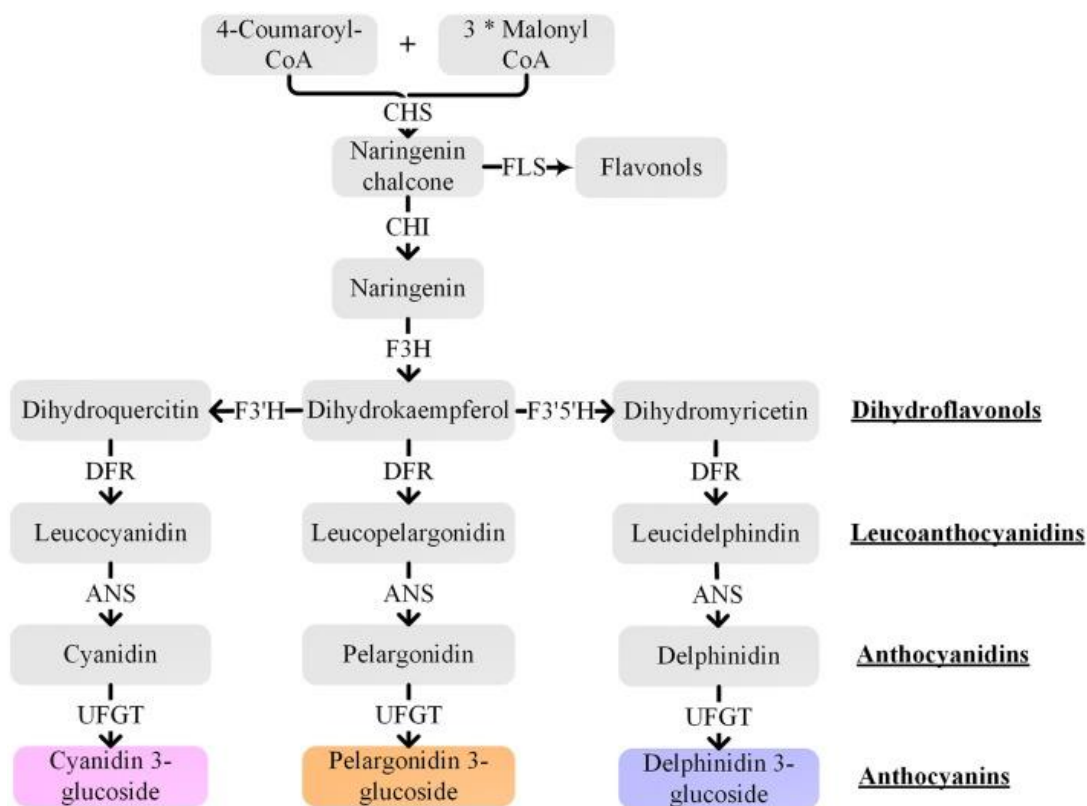 4-Coumaroyl-
CoA
+
3 * Malonyl
CoA
CHS
Naringenin
chalcone
FLS
Flavonols
CHI
Naringenin
F3H
Dihydroquercitin
F3'H
Dihydrokaempferol
F3'5'H
Dihydromyricetin
Dihydroflavonols
DFR
DFR
DFR
Leucocyanidin
Leucopelargonidin
Leucidelphindin
Leucoanthocyanidins
ANS
ANS
ANS
Cyanidin
Pelargonidin
Delphinidin
Anthocyanidins
UFGT
UFGT
UFGT
Cyanidin 3-
glucoside
Pelargonidin 3-
glucoside
Delphinidin 3-
glucoside
Anthocyanins